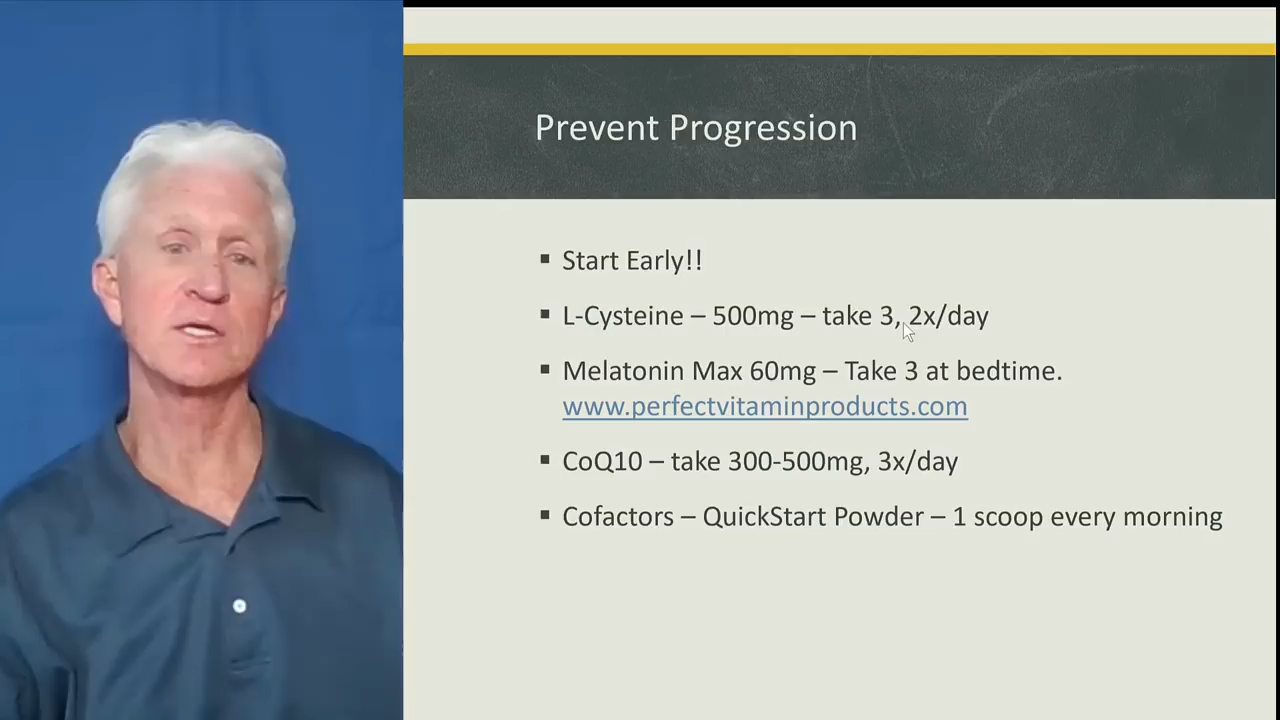 Prevent Progression
▪ Start Early!!
▪ L-Cysteine – 500mg – take 3, 2x/day
▪ Melatonin Max 60mg – Take 3 at bedtime.
www.perfectvitaminproducts.com
▪ CoQ10 – take 300-500mg, 3x/day
▪ Cofactors – QuickStart Powder – 1 scoop every morning